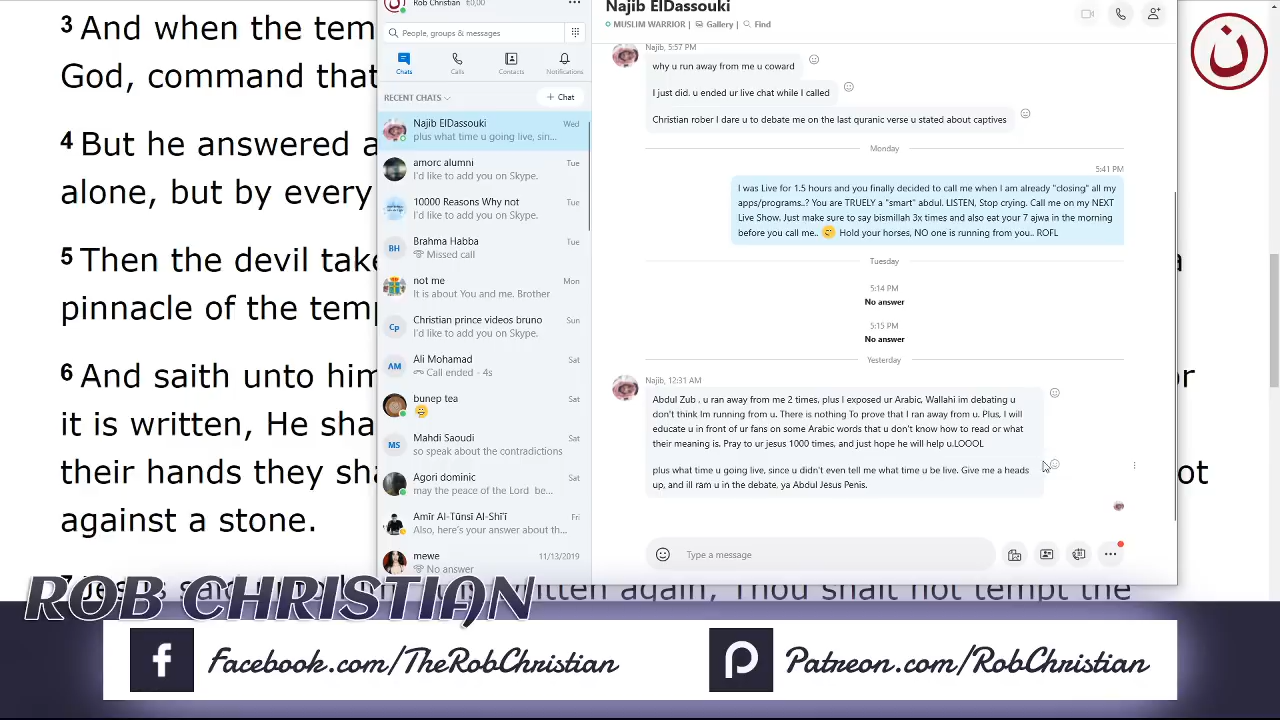 3 And when the tem
God, command that
4 But he answered a
alone, but by every
5 Then the devil take
a
pinnacle of the temp
6 And saith unto him
or
it is written, He sha
their hands they sha
not
against a stone.
written again, Thou shalt not tempt the
Rob Christian £0,00
People, groups & messages
Chats
Calls
Contacts
Notifications
RECENT CHATS
+ Chat
Najib ElDassouki
Wed
plus what time u going live, sin...
amorc alumni
Tue
I'd like to add you on Skype.
10000 Reasons Why not
Tue
I'd like to add you on Skype.
BH
Brahma Habba
Tue
Missed call
not me
Mon
It is about You and me. Brother
Cp
Christian prince videos bruno
Sun
I'd like to add you on Skype.
AM
Ali Mohamad
Sat
Call ended - 4s
bunep tea
Sat
MS
Mahdi Saoudi
Sat
so speak about the contradictions
Agori dominic
Sat
may the peace of the Lord be...
Amir Al-Tūnsī Al-Shī'ī
Fri
Also, here's your answer about th...
mewe
11/13/2019
No answer
Najib ElDassouki
MUSLIM WARRIOR | Gallery | Find
Najib, 5:57 PM
why u run away from me u coward
I just did. u ended ur live chat while I called
Christian rober I dare u to debate me on the last quranic verse u stated about captives
Monday
5:41 PM
I was Live for 1.5 hours and you finally decided to call me when I am already "closing" all my
apps/programs..? You are TRUELY a "smart" abdul. LISTEN, Stop crying. Call me on my NEXT
Live Show. Just make sure to say bismillah 3x times and also eat your 7 ajwa in the morning
before you call me.. Hold your horses, NO one is running from you.. ROFL
Tuesday
5:14 PM
No answer
5:15 PM
No answer
Yesterday
Najib, 12:31 AM
Abdul Zub . u ran away from me 2 times, plus I exposed ur Arabic, Wallahi im debating u
don't think Im running from u. There is nothing To prove that I ran away from u. Plus, I will
educate u in front of ur fans on some Arabic words that u don't know how to read or what
their meaning is. Pray to ur jesus 1000 times, and just hope he will help u.LOOOL
plus what time u going live, since u didn't even tell me what time u be live. Give me a heads
up, and ill ram u in the debate, ya Abdul Jesus Penis.
Type a message
ن
ROB CHRISTIAN
Facebook.com/TheRobChristian
Patreon.com/RobChristian